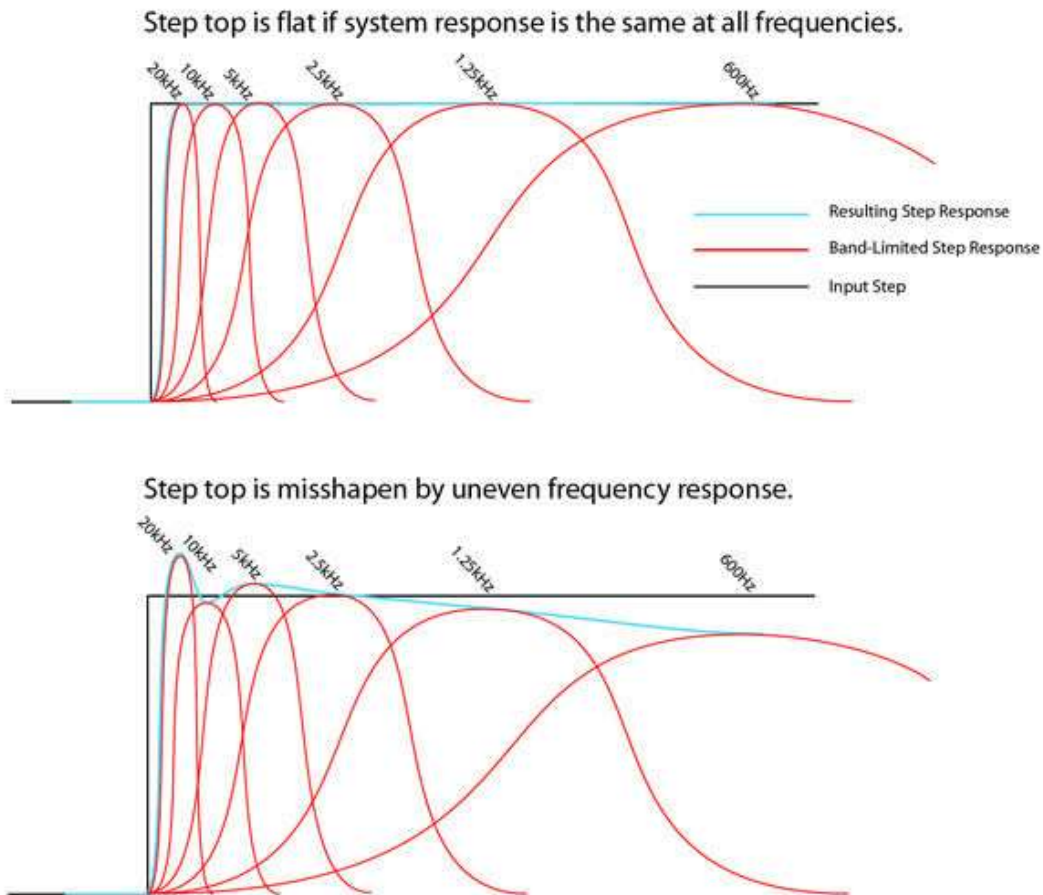 Step top is flat if system response is the same at all frequencies.
20kHz
10kHz
5kHz
2.5kHz
1.25kHz
600Hz
Resulting Step Response
Band-Limited Step Response
Input Step
Step top is misshapen by uneven frequency response.
20kHz
10kHz
5kHz
2.5kHz
1.25kHz
600Hz